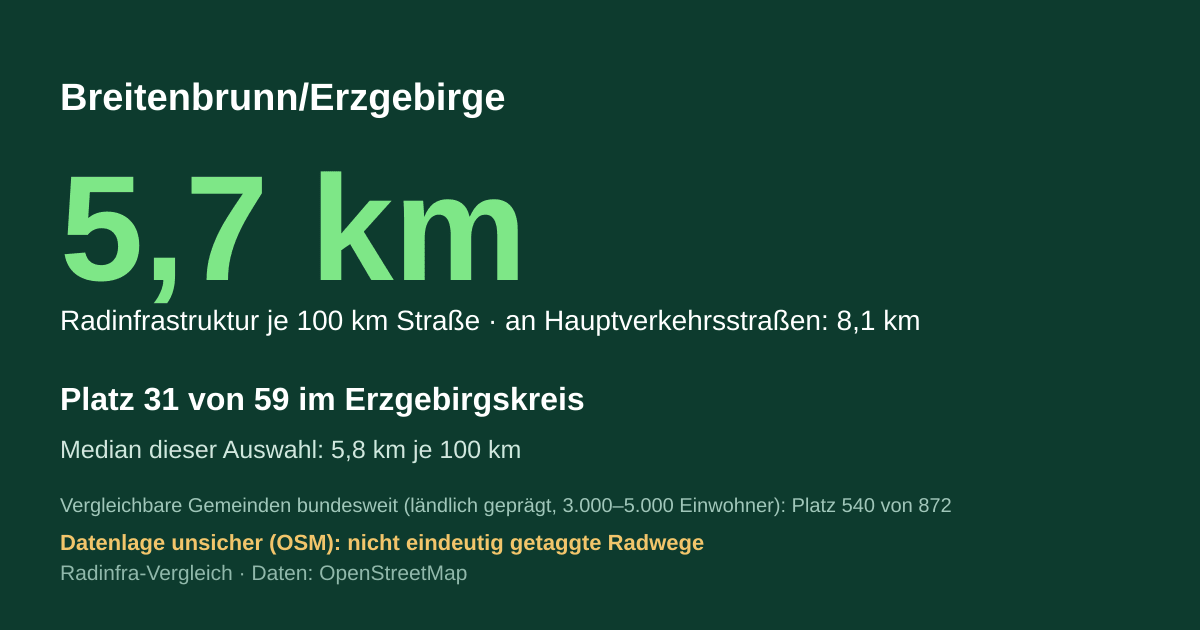 Breitenbrunn/Erzgebirge
5,7 km
Radinfrastruktur je 100 km Straße · an Hauptverkehrsstraßen: 8,1 km
Platz 31 von 59 im Erzgebirgskreis
Median dieser Auswahl: 5,8 km je 100 km
Vergleichbare Gemeinden bundesweit (ländlich geprägt, 3.000–5.000 Einwohner): Platz 540 von 872
Datenlage unsicher (OSM): nicht eindeutig getaggte Radwege
Radinfra-Vergleich · Daten: OpenStreetMap